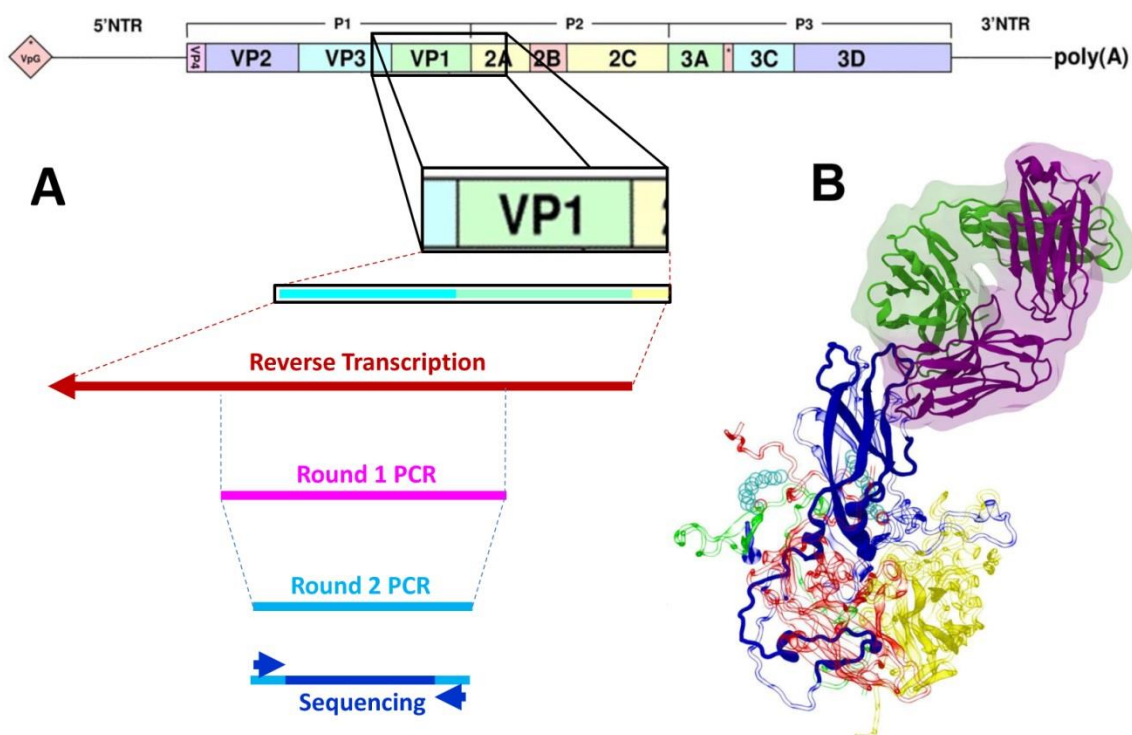 5'NTR P1 P2 P3 3'NTR
VpG VP4 VP2 VP3 VP1 2A 2B 2C 3A * 3C 3D poly(A)
A
B
VP1
Reverse Transcription
Round 1 PCR
Round 2 PCR
Sequencing